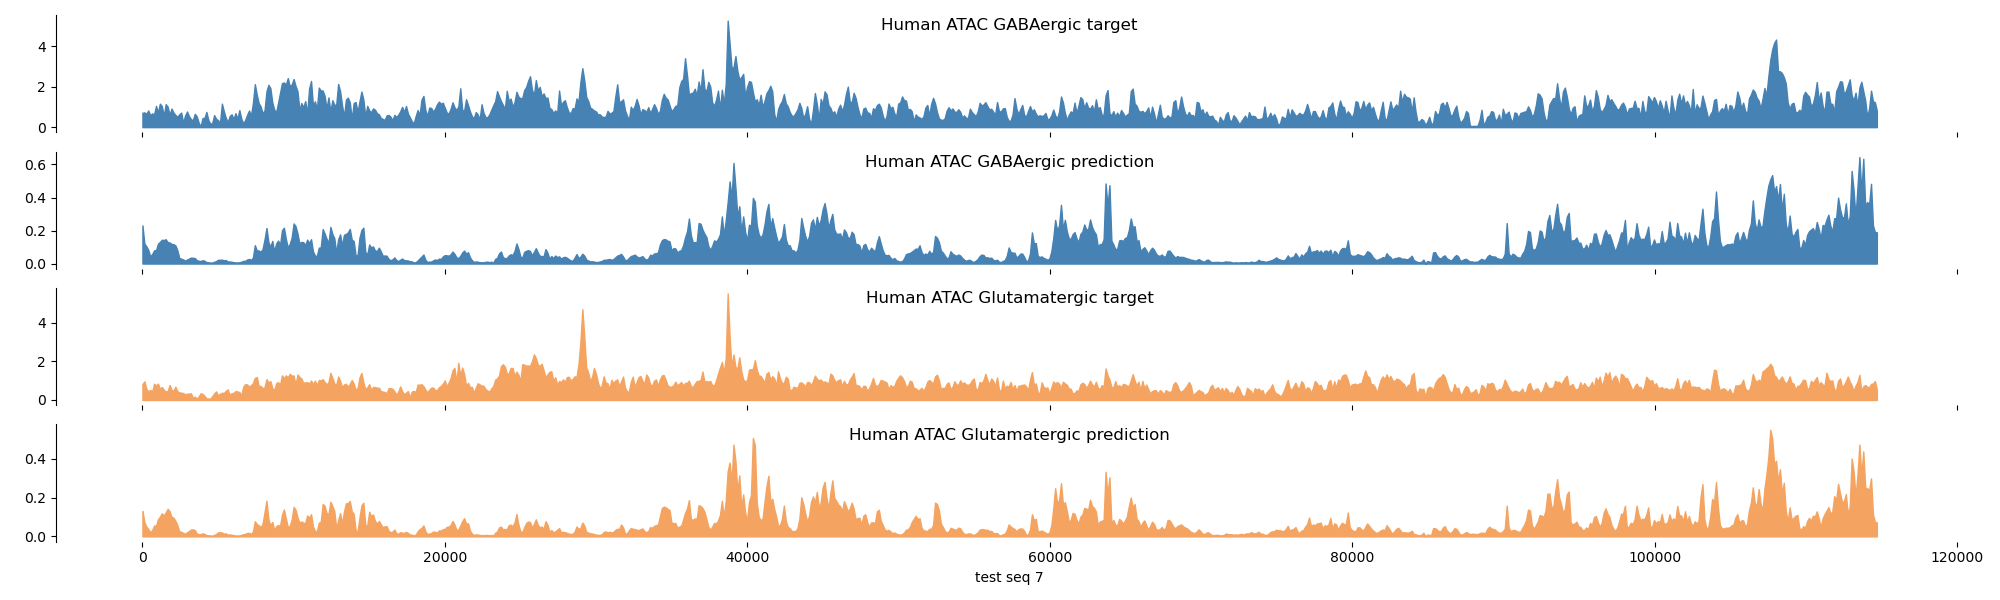 Human ATAC GABAergic target
4
2
0
Human ATAC GABAergic prediction
0.6
0.4
0.2
0.0
Human ATAC Glutamatergic target
4
2
0
Human ATAC Glutamatergic prediction
0.4
0.2
0.0
0 20000 40000 60000 80000 100000 120000
test seq 7